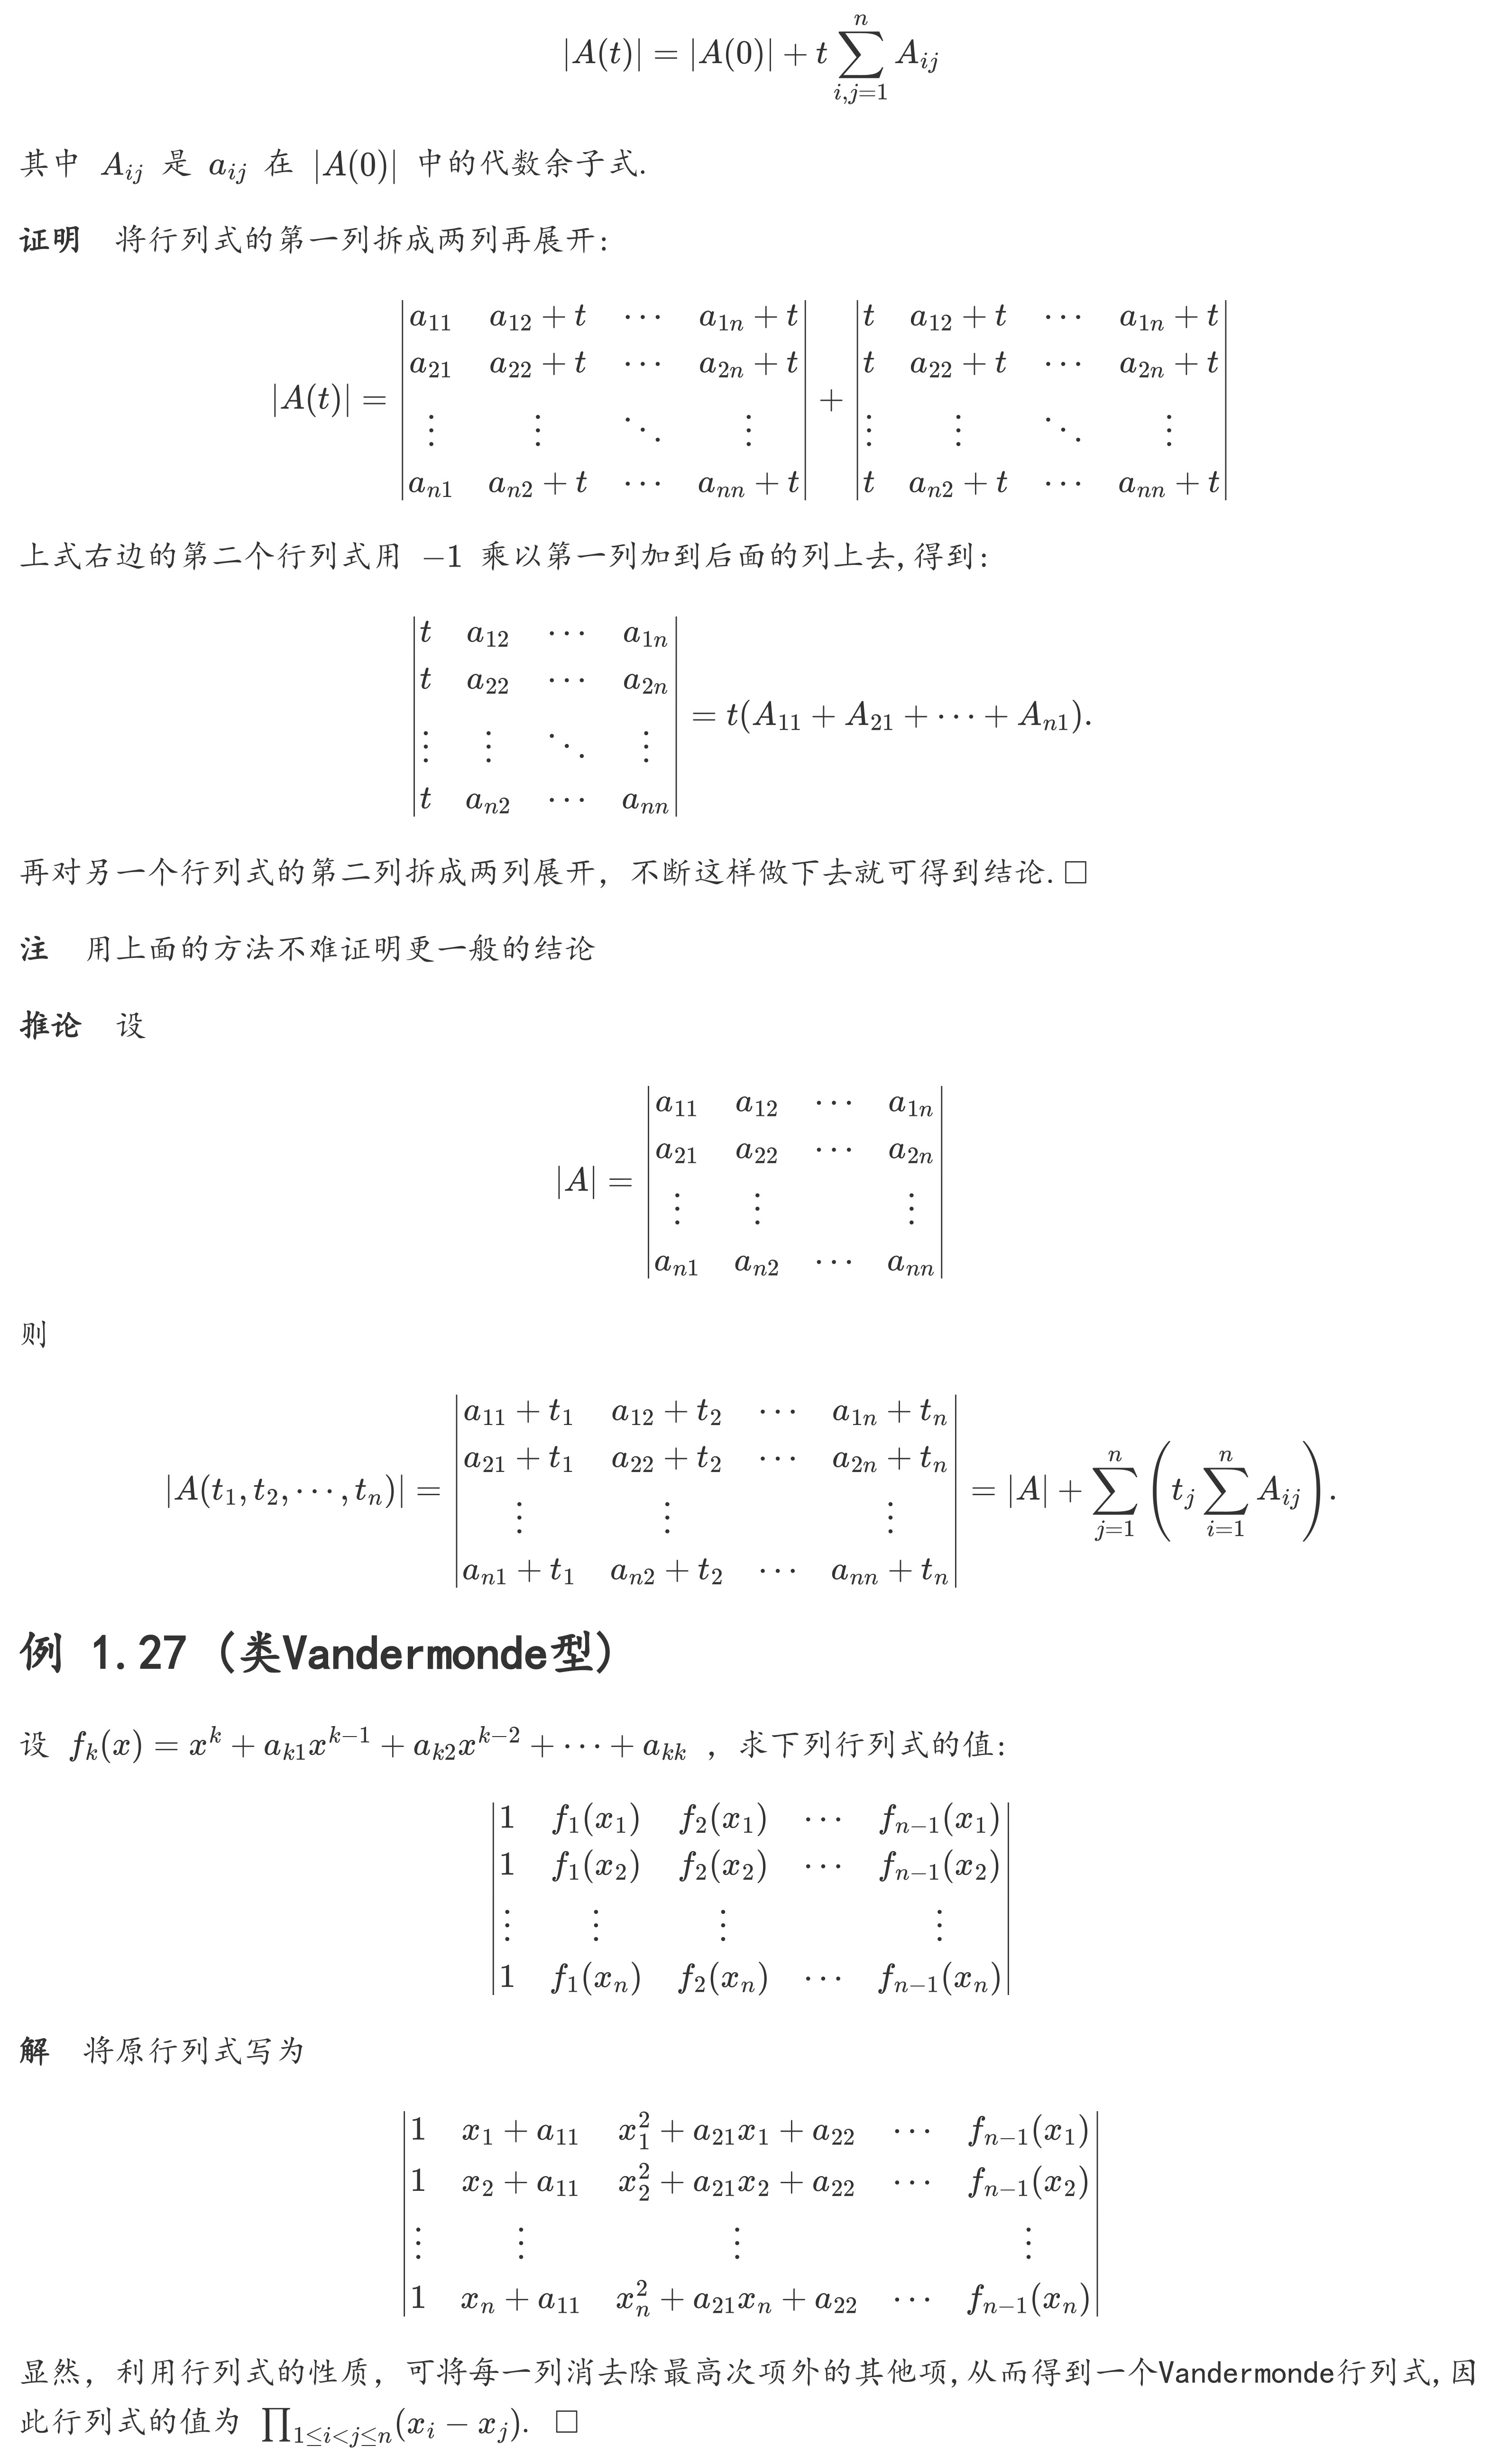 $$|A(t)| = |A(0)| + t\sum_{i,j=1}^{n} A_{ij}$$
其中 $A_{ij}$ 是 $a_{ij}$ 在 $|A(0)|$ 中的代数余子式.
证明 将行列式的第一列拆成两列再展开:
$$|A(t)| = \begin{vmatrix} a_{11} & a_{12}+t & \cdots & a_{1n}+t \\ a_{21} & a_{22}+t & \cdots & a_{2n}+t \\ \vdots & \vdots & \ddots & \vdots \\ a_{n1} & a_{n2}+t & \cdots & a_{nn}+t \end{vmatrix} + \begin{vmatrix} t & a_{12}+t & \cdots & a_{1n}+t \\ t & a_{22}+t & \cdots & a_{2n}+t \\ \vdots & \vdots & \ddots & \vdots \\ t & a_{n2}+t & \cdots & a_{nn}+t \end{vmatrix}$$
上式右边的第二个行列式用 $-1$ 乘以第一列加到后面的列上去,得到:
$$\begin{vmatrix} t & a_{12} & \cdots & a_{1n} \\ t & a_{22} & \cdots & a_{2n} \\ \vdots & \vdots & \ddots & \vdots \\ t & a_{n2} & \cdots & a_{nn} \end{vmatrix} = t(A_{11} + A_{21} + \cdots + A_{n1}).$$
再对另一个行列式的第二列拆成两列展开，不断这样做下去就可得到结论.□
注 用上面的方法不难证明更一般的结论
推论 设
$$|A| = \begin{vmatrix} a_{11} & a_{12} & \cdots & a_{1n} \\ a_{21} & a_{22} & \cdots & a_{2n} \\ \vdots & \vdots & & \vdots \\ a_{n1} & a_{n2} & \cdots & a_{nn} \end{vmatrix}$$
则
$$|A(t_1, t_2, \cdots, t_n)| = \begin{vmatrix} a_{11}+t_1 & a_{12}+t_2 & \cdots & a_{1n}+t_n \\ a_{21}+t_1 & a_{22}+t_2 & \cdots & a_{2n}+t_n \\ \vdots & \vdots & & \vdots \\ a_{n1}+t_1 & a_{n2}+t_2 & \cdots & a_{nn}+t_n \end{vmatrix} = |A| + \sum_{j=1}^{n}\left(t_j\sum_{i=1}^{n} A_{ij}\right).$$
例 1.27 (类Vandermonde型)
设 $f_k(x) = x^k + a_{k1}x^{k-1} + a_{k2}x^{k-2} + \cdots + a_{kk}$ ，求下列行列式的值:
$$\begin{vmatrix} 1 & f_1(x_1) & f_2(x_1) & \cdots & f_{n-1}(x_1) \\ 1 & f_1(x_2) & f_2(x_2) & \cdots & f_{n-1}(x_2) \\ \vdots & \vdots & \vdots & & \vdots \\ 1 & f_1(x_n) & f_2(x_n) & \cdots & f_{n-1}(x_n) \end{vmatrix}$$
解 将原行列式写为
$$\begin{vmatrix} 1 & x_1+a_{11} & x_1^2+a_{21}x_1+a_{22} & \cdots & f_{n-1}(x_1) \\ 1 & x_2+a_{11} & x_2^2+a_{21}x_2+a_{22} & \cdots & f_{n-1}(x_2) \\ \vdots & \vdots & \vdots & & \vdots \\ 1 & x_n+a_{11} & x_n^2+a_{21}x_n+a_{22} & \cdots & f_{n-1}(x_n) \end{vmatrix}$$
显然，利用行列式的性质，可将每一列消去除最高次项外的其他项,从而得到一个Vandermonde行列式,因
此行列式的值为 $\prod_{1\le i<j\le n}(x_i - x_j)$. □